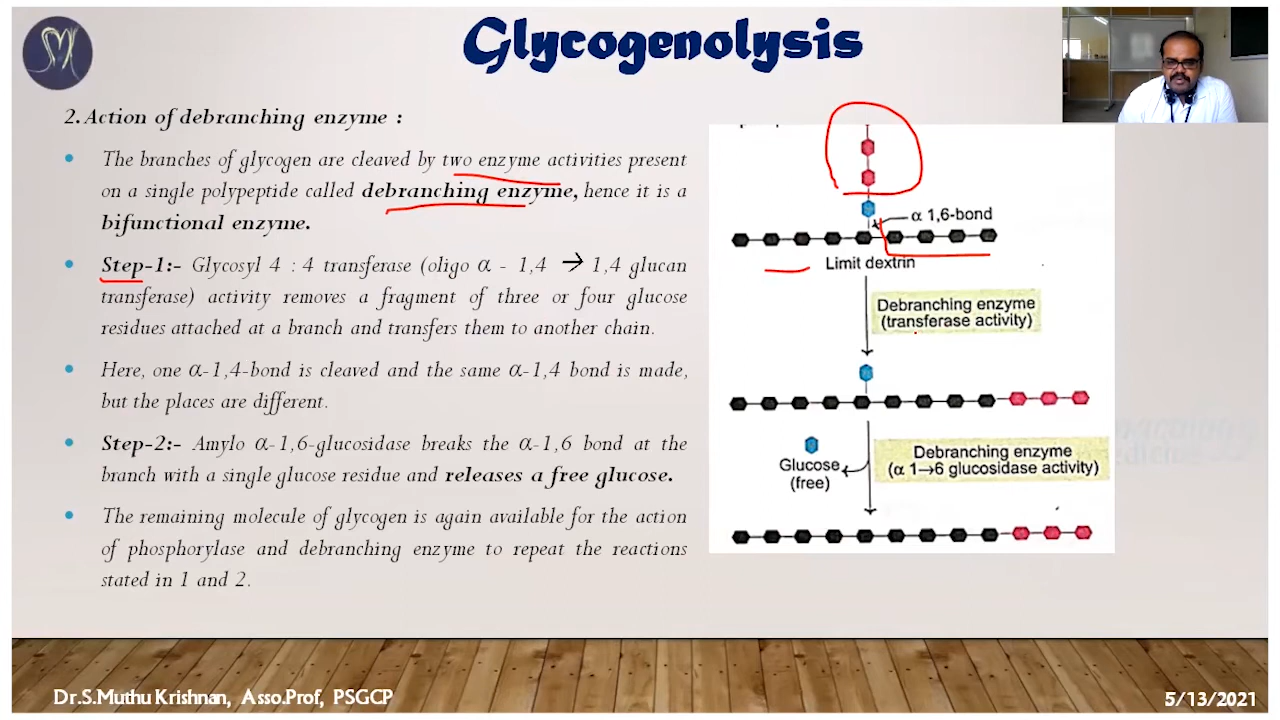 Glycogenolysis
2. Action of debranching enzyme :
• The branches of glycogen are cleaved by two enzyme activities present
on a single polypeptide called debranching enzyme, hence it is a
bifunctional enzyme.
• Step-1:- Glycosyl 4 : 4 transferase (oligo α - 1,4 → 1,4 glucan
transferase) activity removes a fragment of three or four glucose
residues attached at a branch and transfers them to another chain.
• Here, one α-1,4-bond is cleaved and the same α-1,4 bond is made,
but the places are different.
• Step-2:- Amylo α-1,6-glucosidase breaks the α-1,6 bond at the
branch with a single glucose residue and releases a free glucose.
• The remaining molecule of glycogen is again available for the action
of phosphorylase and debranching enzyme to repeat the reactions
stated in 1 and 2.
α 1,6-bond
Limit dextrin
Debranching enzyme
(transferase activity)
Glucose
(free)
Debranching enzyme
(α 1→6 glucosidase activity)
Dr.S.Muthu Krishnan, Asso.Prof, PSGCP
5/13/2021